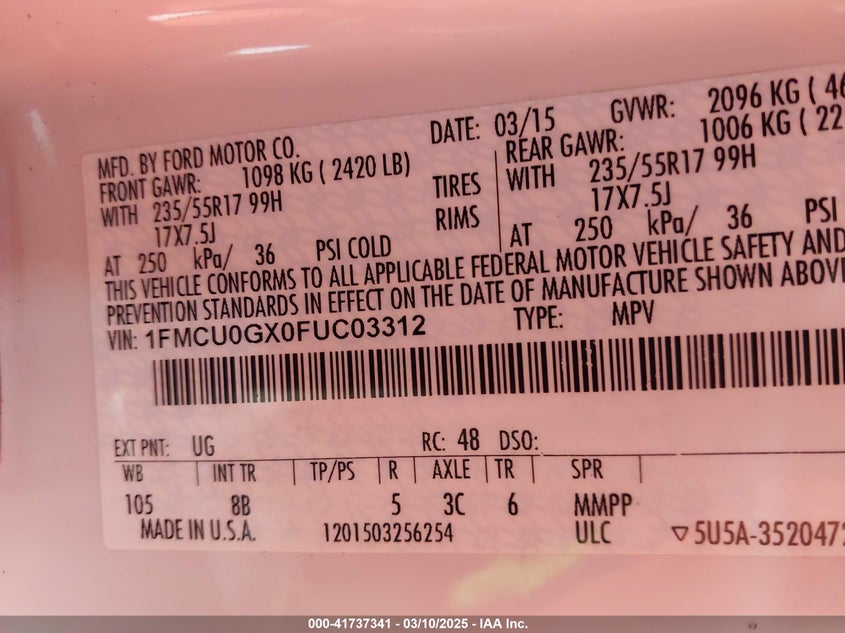 MFD. BY FORD MOTOR CO. DATE: 03/15 GVWR: 2096 KG ( 46
FRONT GAWR: 1098 KG ( 2420 LB) REAR GAWR: 1006 KG ( 22
WITH 235/55R17 99H TIRES WITH 235/55R17 99H
17X7.5J RIMS 17X7.5J
AT 250 kPa/ 36 PSI COLD AT 250 kPa/ 36 PSI
THIS VEHICLE CONFORMS TO ALL APPLICABLE FEDERAL MOTOR VEHICLE SAFETY AND
PREVENTION STANDARDS IN EFFECT ON THE DATE OF MANUFACTURE SHOWN ABOVE
VIN: 1FMCU0GX0FUC03312 TYPE: MPV
EXT PNT: UG RC: 48 DSO:
WB INT TR TP/PS R AXLE TR SPR
105 8B 5 3C 6 MMPP
MADE IN U.S.A. 1201503256254 ULC ▽5U5A-3520472
000-41737341 - 03/10/2025 - IAA Inc.